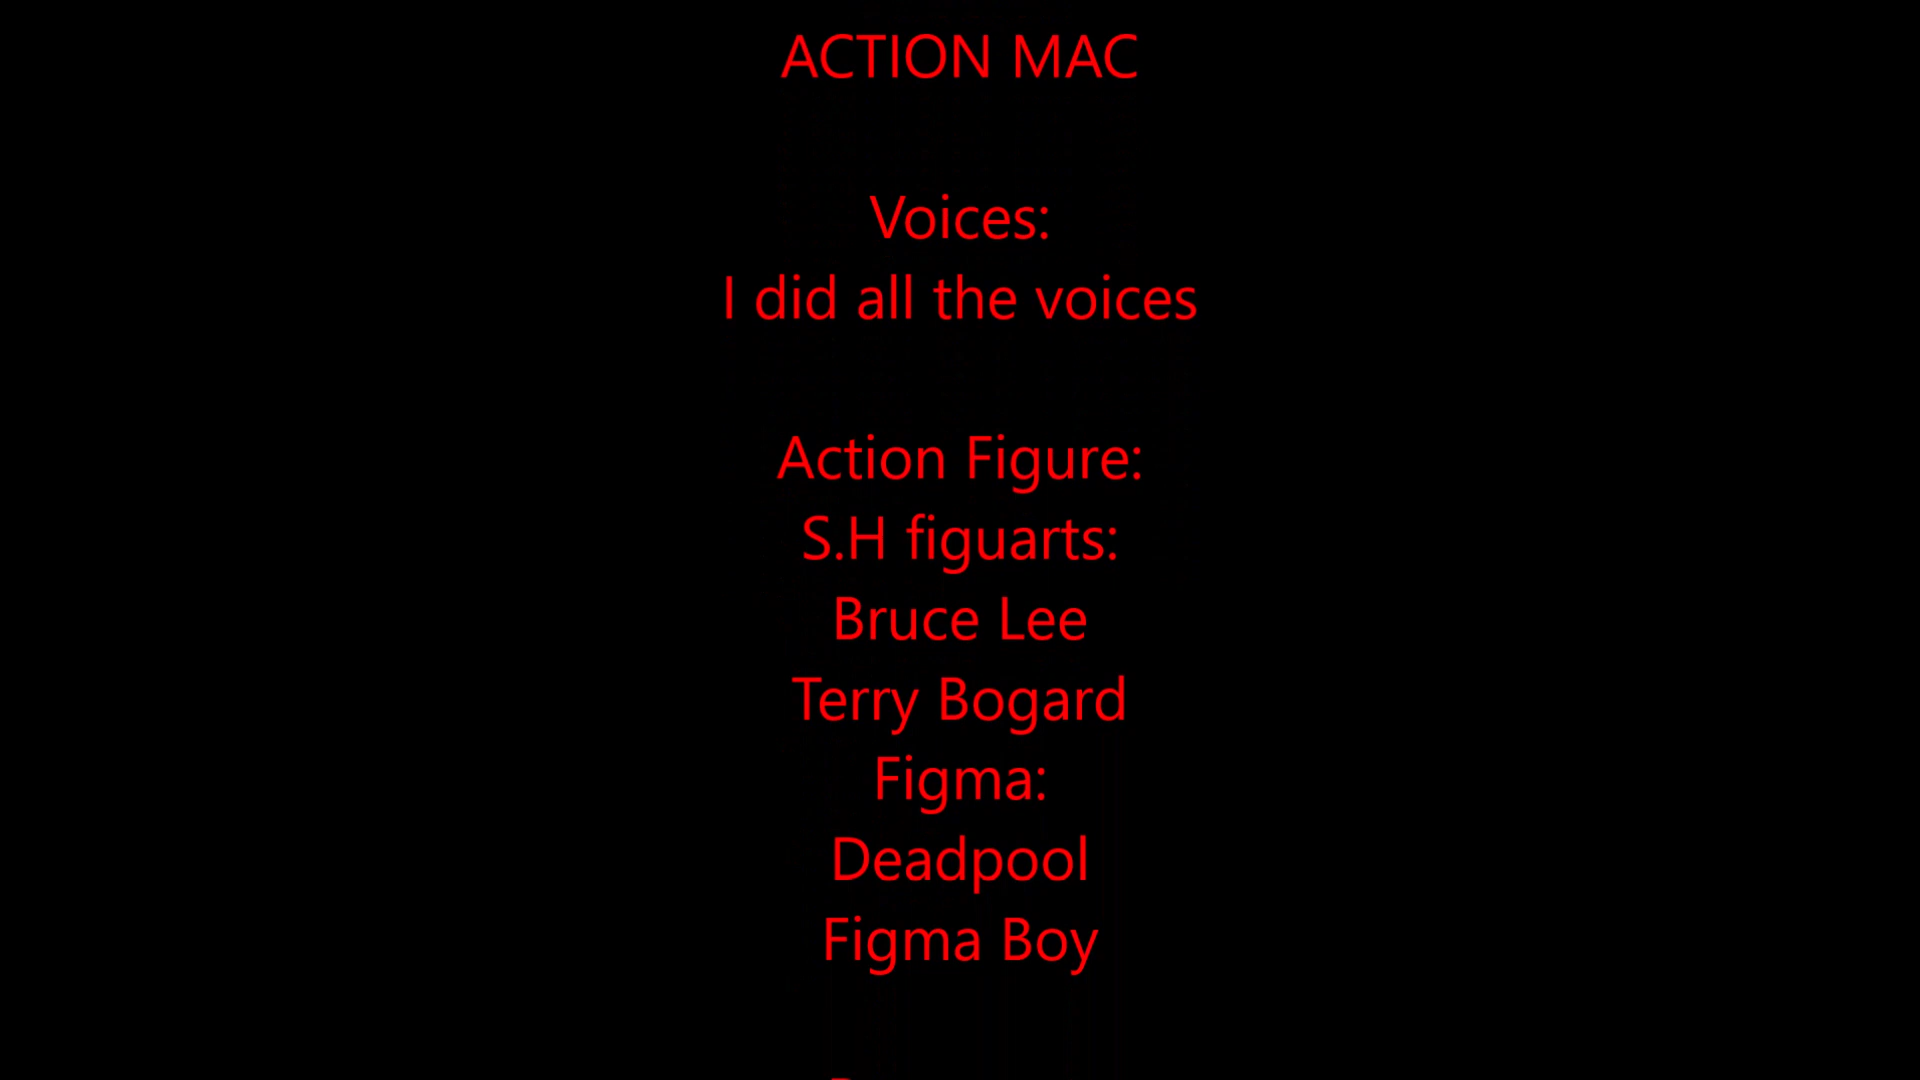 ACTION MAC
Voices:
I did all the voices
Action Figure:
S.H figuarts:
Bruce Lee
Terry Bogard
Figma:
Deadpool
Figma Boy